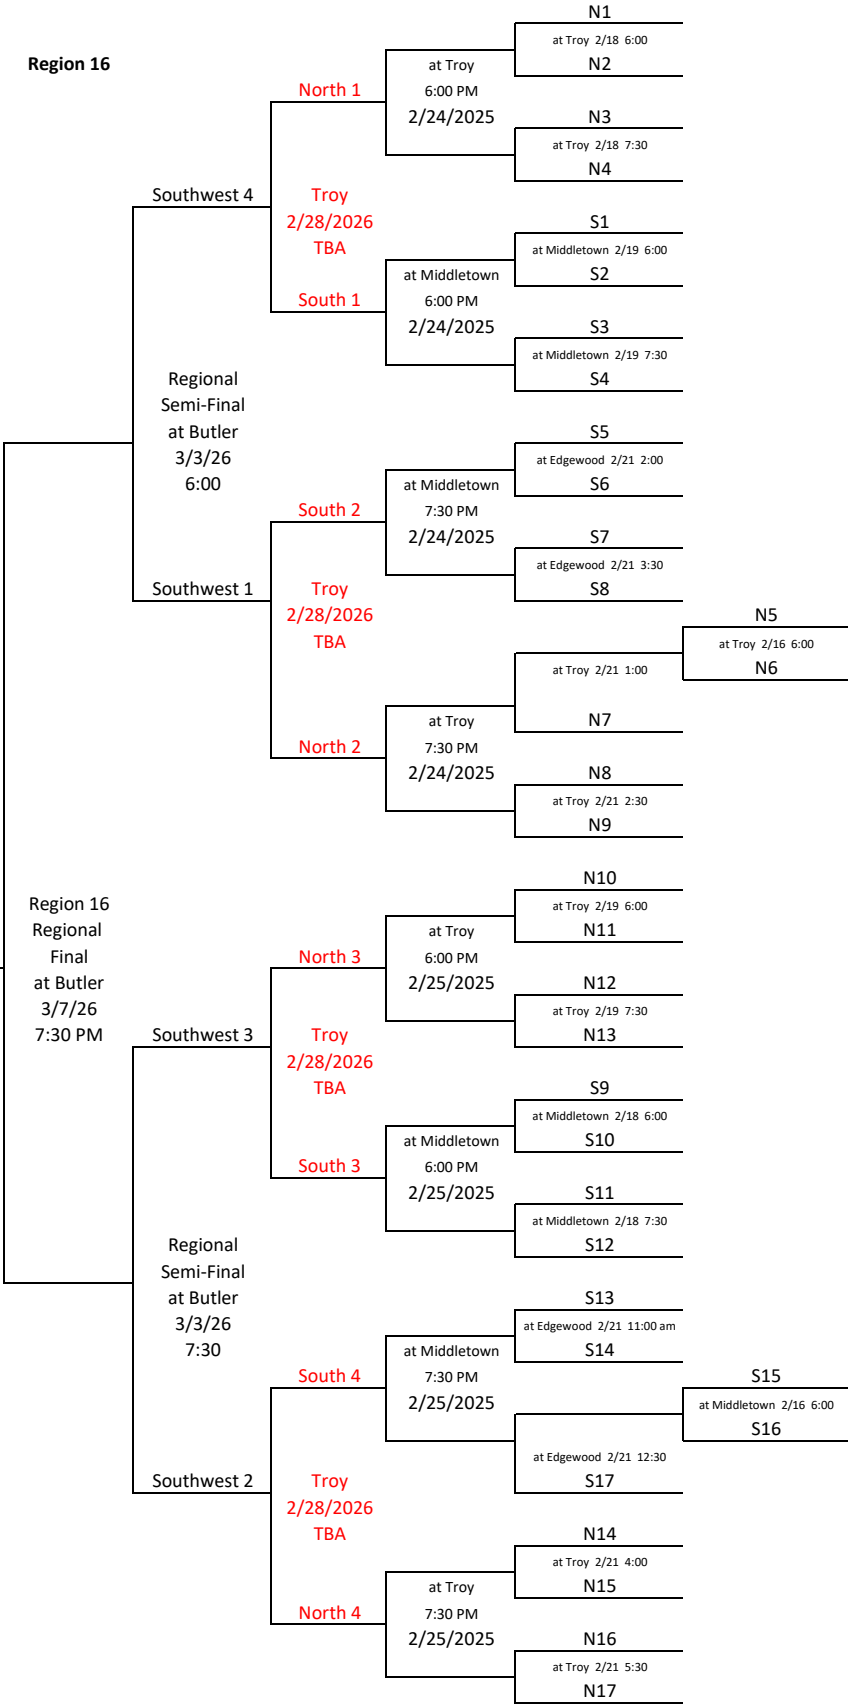 N1
at Troy 2/18 6:00
Region 16
at Troy
N2
North 1
6:00 PM
2/24/2025
N3
at Troy 2/18 7:30
N4
Southwest 4
Troy
2/28/2026
TBA
S1
at Middletown 2/19 6:00
at Middletown
S2
South 1
6:00 PM
2/24/2025
S3
at Middletown 2/19 7:30
S4
Regional
Semi-Final
at Butler
3/3/26
6:00
S5
at Edgewood 2/21 2:00
at Middletown
S6
South 2
7:30 PM
2/24/2025
S7
at Edgewood 2/21 3:30
S8
Southwest 1
Troy
2/28/2026
TBA
N5
at Troy 2/16 6:00
N6
at Troy 2/21 1:00
at Troy
N7
North 2
7:30 PM
2/24/2025
N8
at Troy 2/21 2:30
N9
N10
Region 16
Regional
Final
at Butler
3/7/26
7:30 PM
at Troy 2/19 6:00
at Troy
N11
North 3
6:00 PM
2/25/2025
N12
at Troy 2/19 7:30
N13
Southwest 3
Troy
2/28/2026
TBA
S9
at Middletown 2/18 6:00
at Middletown
S10
South 3
6:00 PM
2/25/2025
S11
at Middletown 2/18 7:30
S12
Regional
Semi-Final
at Butler
3/3/26
7:30
S13
at Edgewood 2/21 11:00 am
at Middletown
S14
South 4
7:30 PM
2/25/2025
S15
at Middletown 2/16 6:00
S16
at Edgewood 2/21 12:30
S17
Southwest 2
Troy
2/28/2026
TBA
N14
at Troy 2/21 4:00
at Troy
N15
North 4
7:30 PM
2/25/2025
N16
at Troy 2/21 5:30
N17